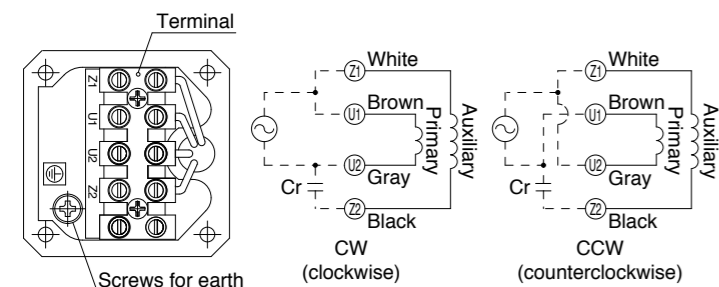 Terminal
Z1
U1
U2
Z2
Screws for earth
Z1 White
U1 Brown
Primary
Auxiliary
U2 Gray
Cr
Z2 Black
CW
(clockwise)
Z1 White
U1 Brown
Primary
Auxiliary
U2 Gray
Cr
Z2 Black
CCW
(counterclockwise)